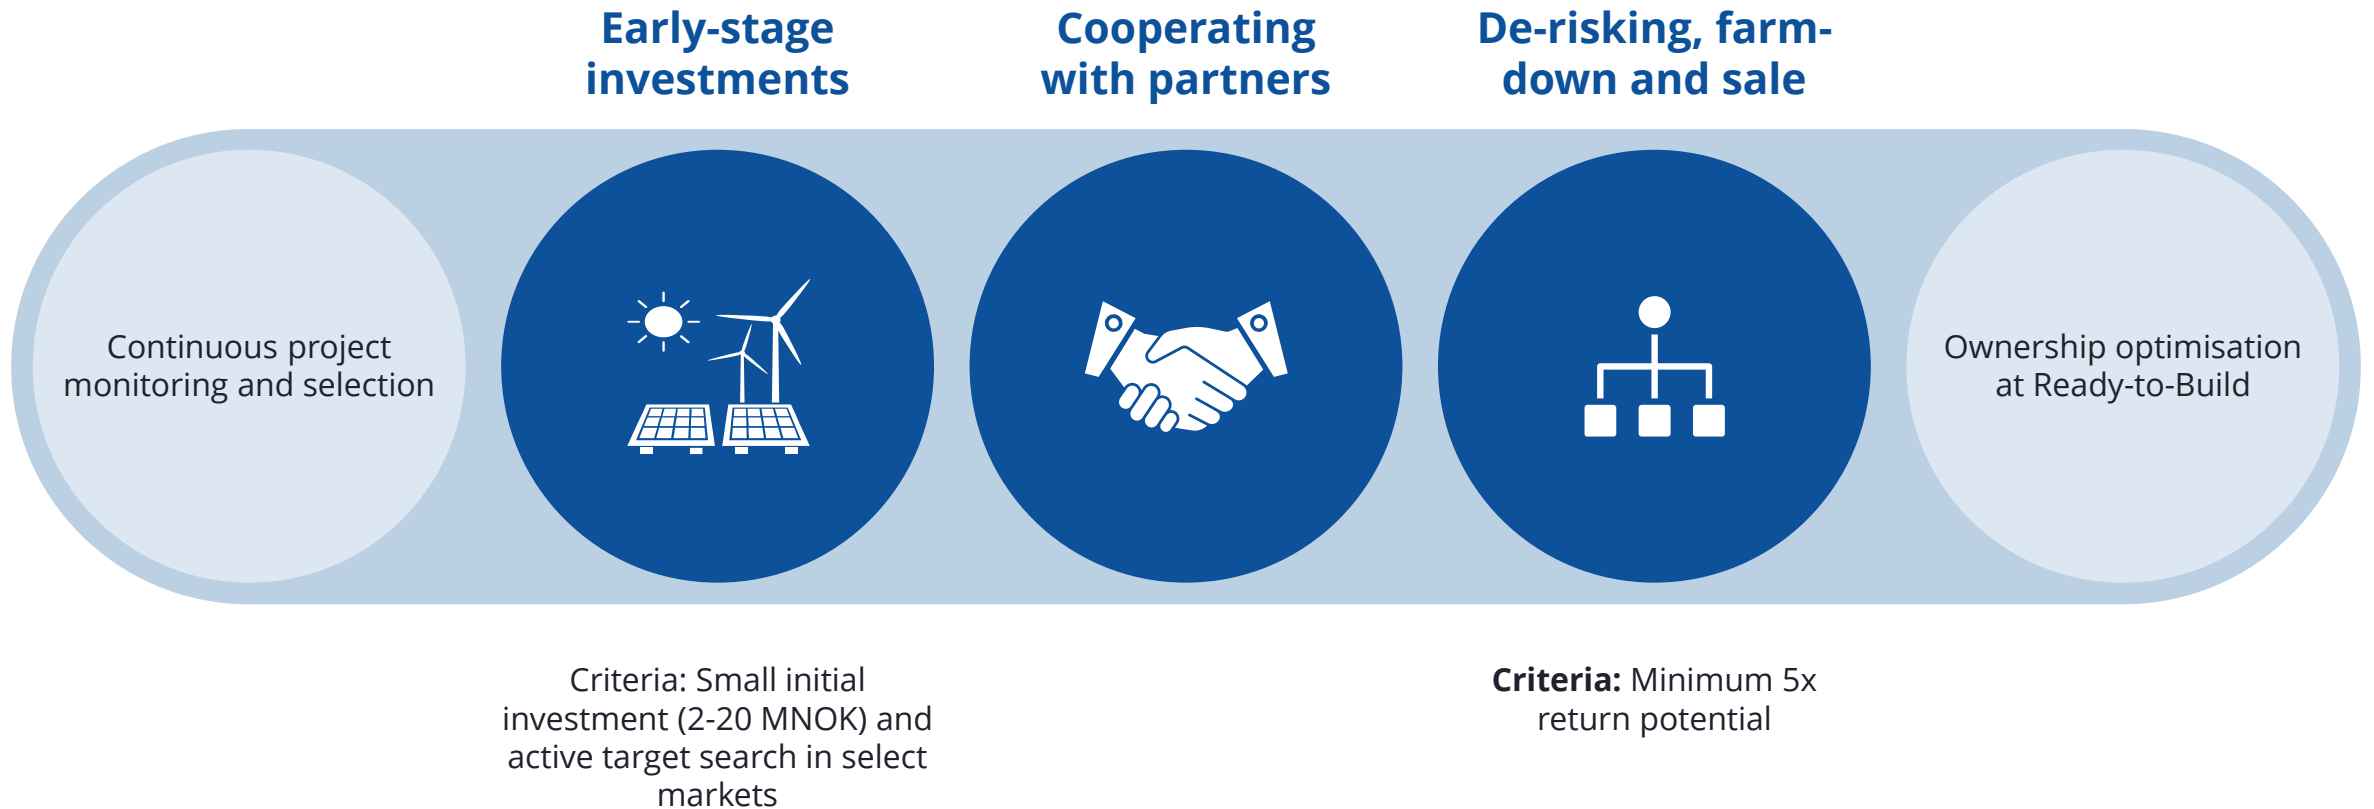 Early-stage
investments
Cooperating
with partners
De-risking, farm-
down and sale
Continuous project
monitoring and selection
Ownership optimisation
at Ready-to-Build
Criteria: Small initial
investment (2-20 MNOK) and
active target search in select
markets
Criteria: Minimum 5x
return potential